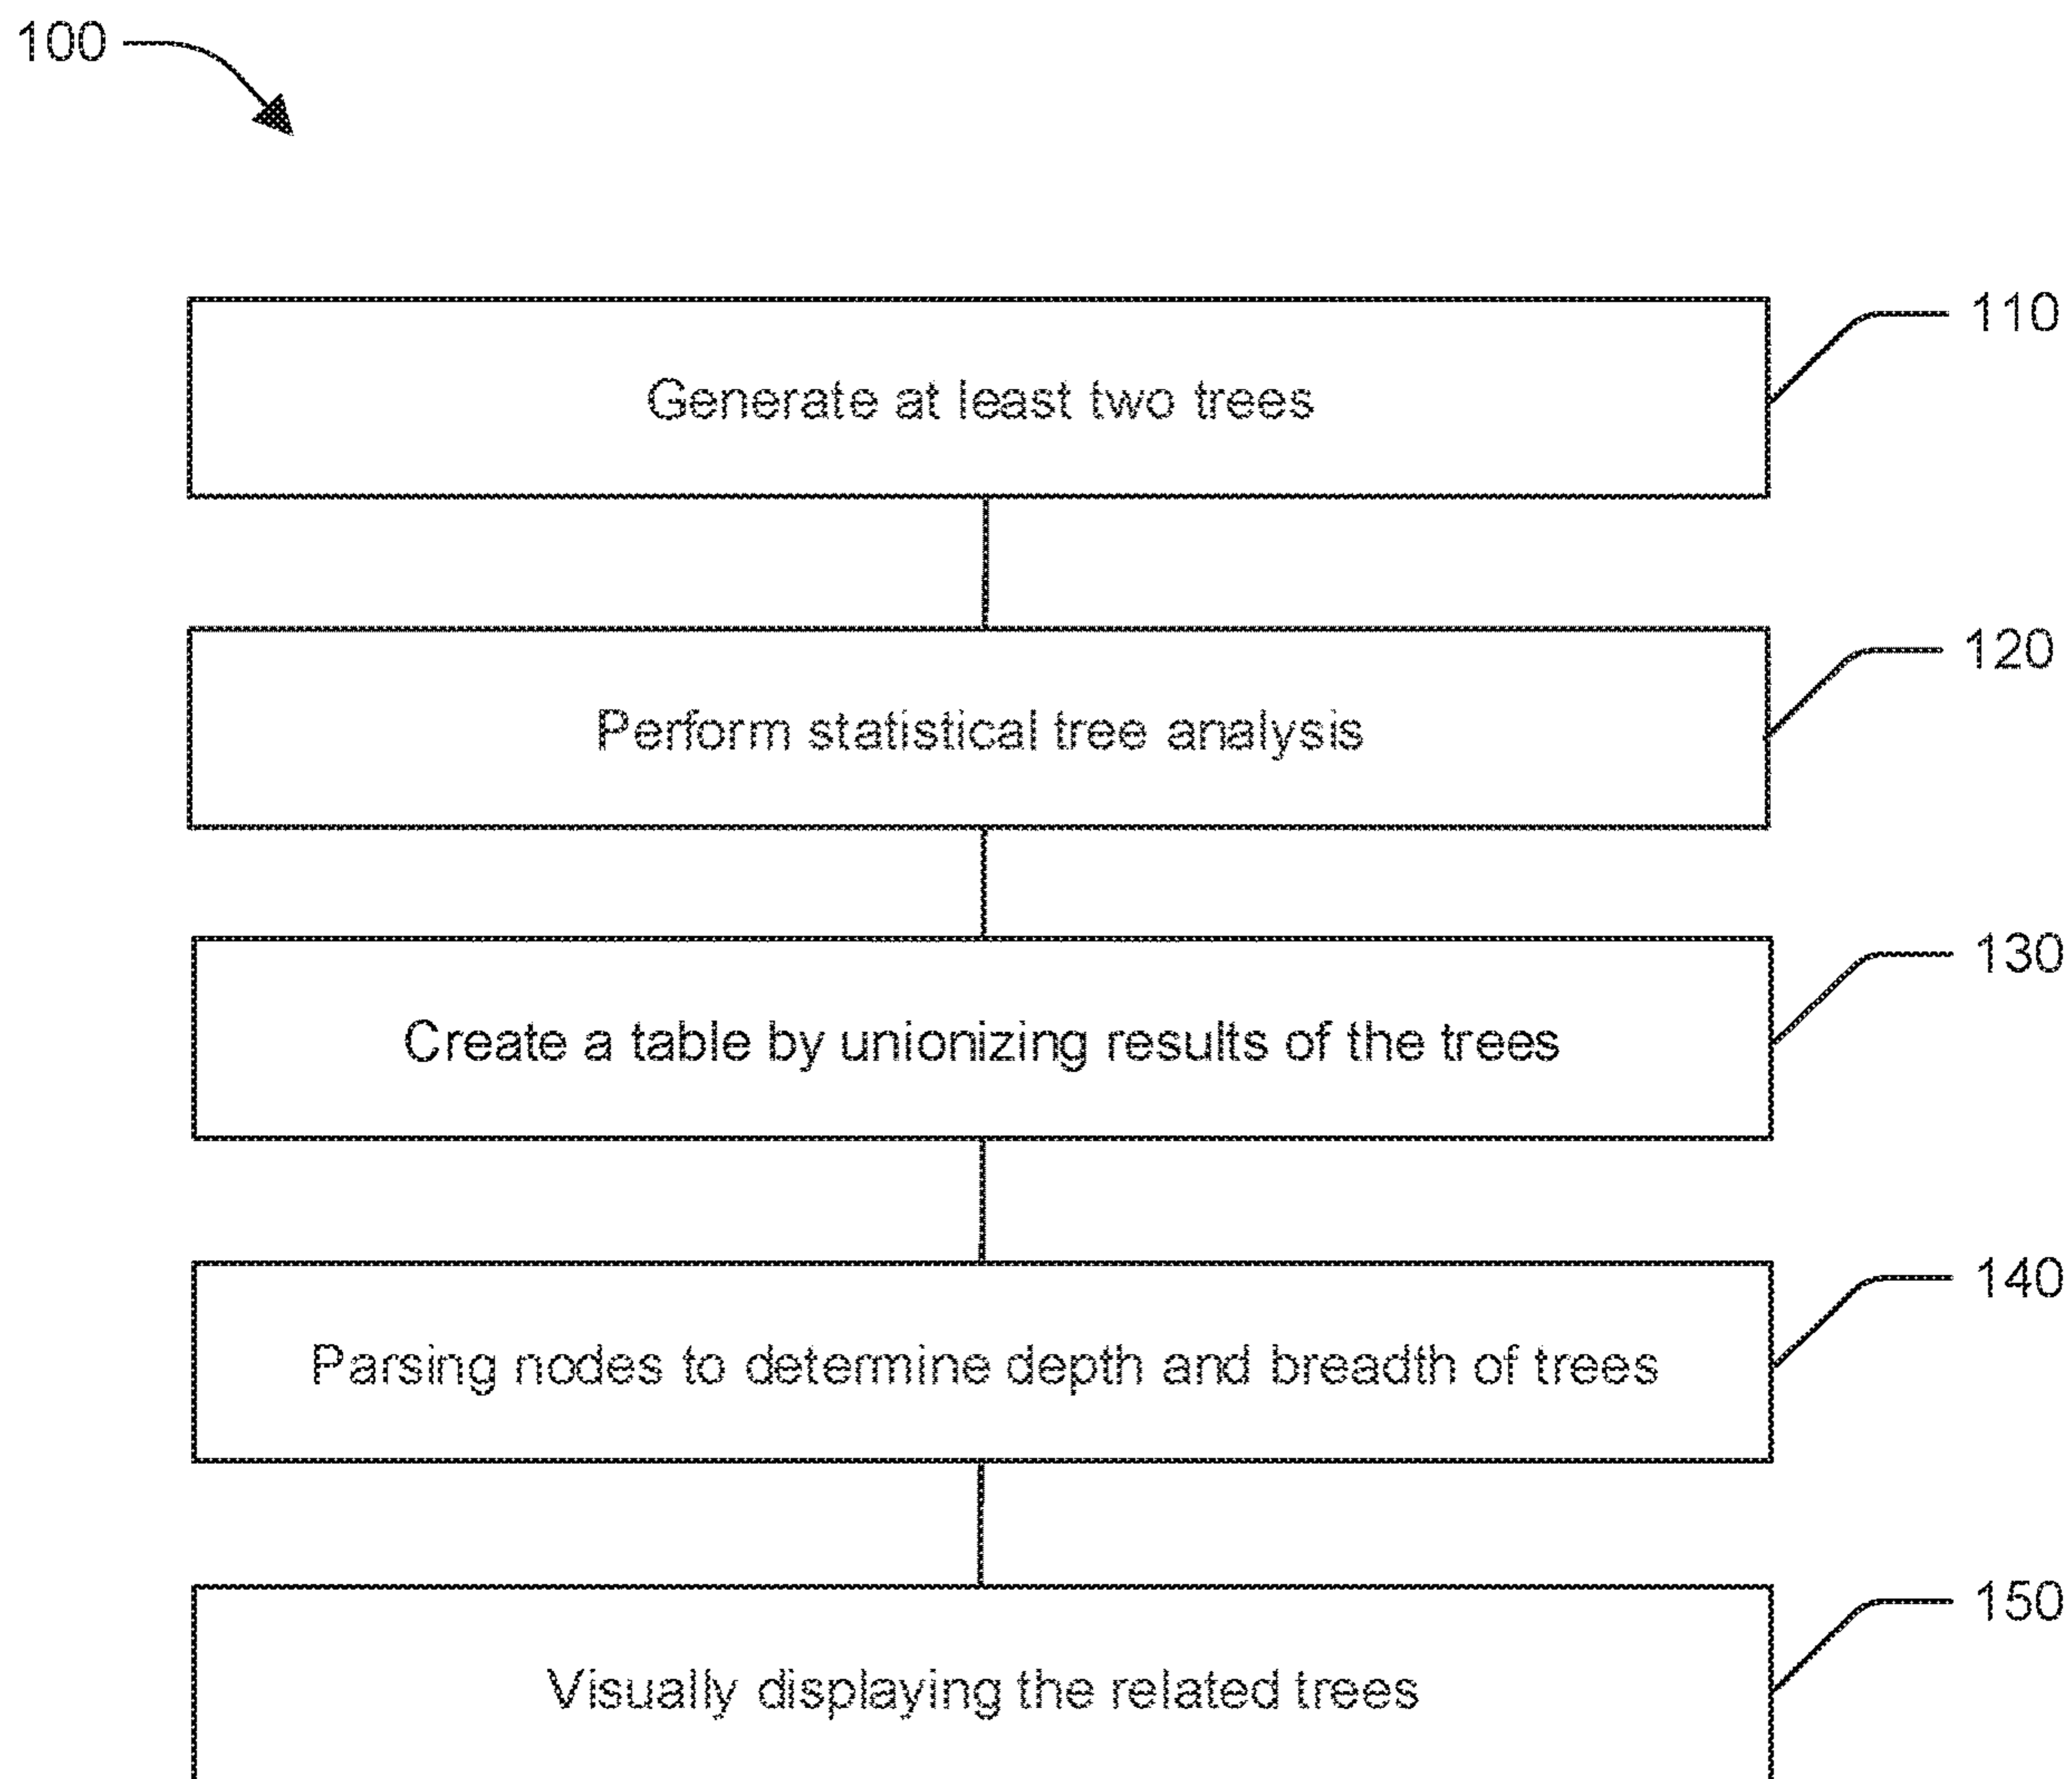 100
110
Generate at least two trees
120
Perform statistical tree analysis
130
Create a table by unionizing results of the trees
140
Parsing nodes to determine depth and breadth of trees
150
Visually displaying the related trees